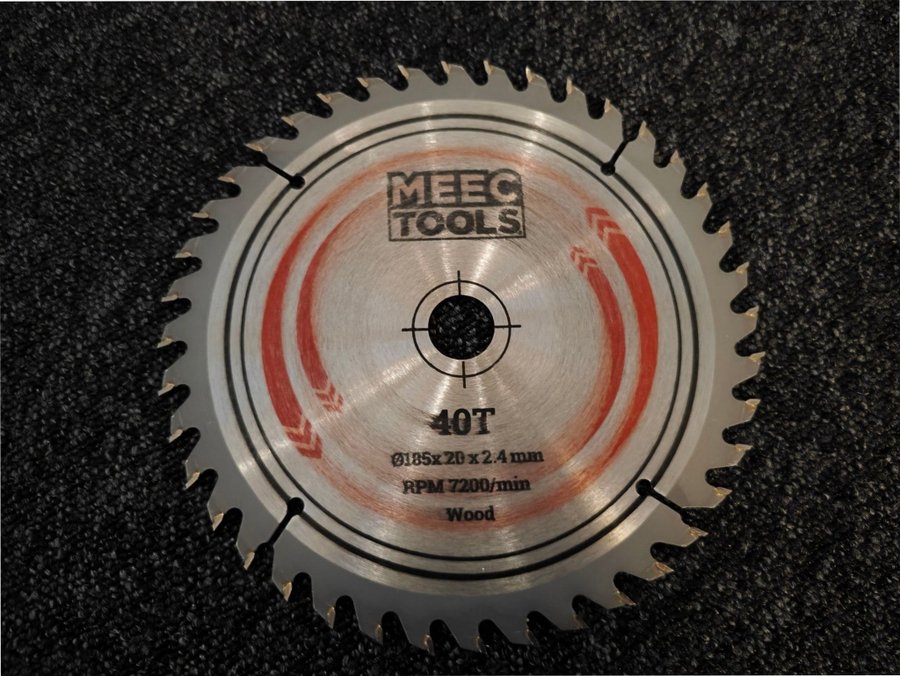 MEEC
TOOLS
40T
Ø185x 20 x 2.4 mm
RPM 7200/min
Wood